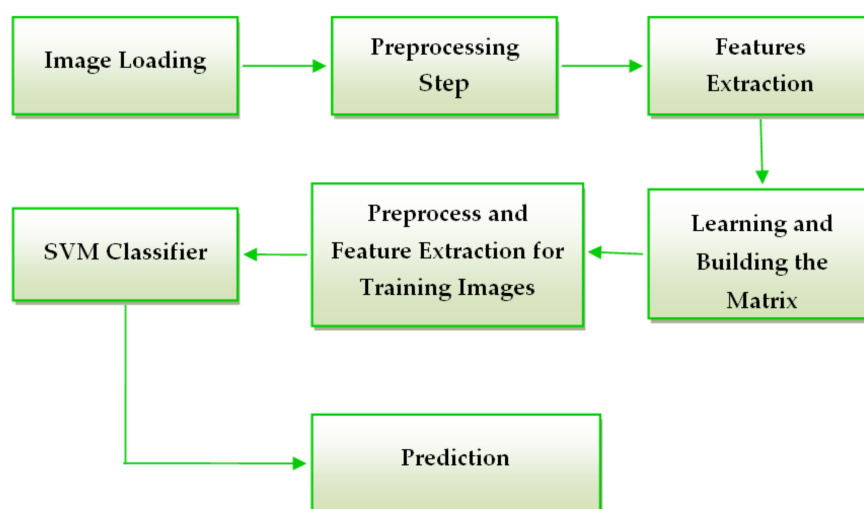 Image Loading
Preprocessing
Step
Features
Extraction
Learning and
Building the
Matrix
Preprocess and
Feature Extraction for
Training Images
SVM Classifier
Prediction